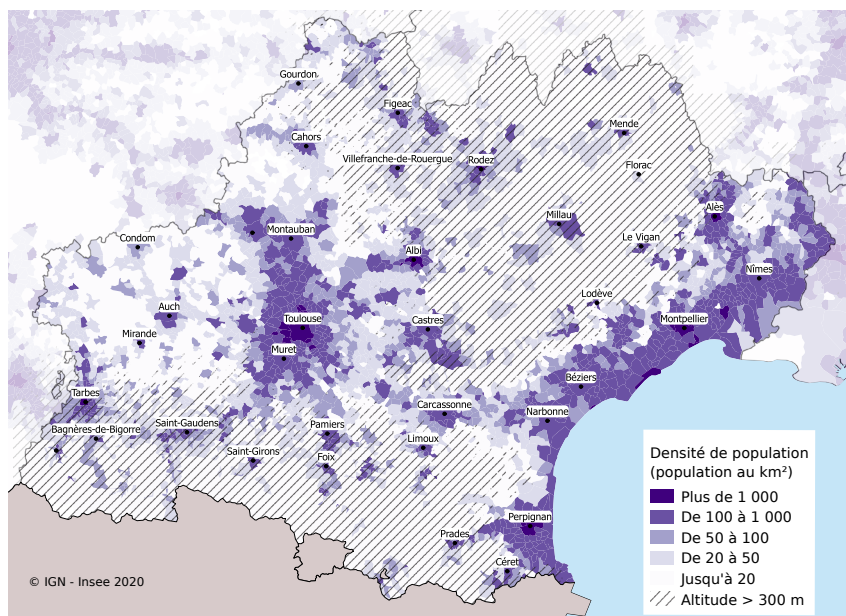 Gourdon
Figeac
Cahors
Mende
Villefranche-de-Rouergue
Rodez
Florac
Alès
Millau
Condom
Montauban
Le Vigan
Albi
Nîmes
Lodève
Auch
Toulouse
Castres
Montpellier
Mirande
Muret
Béziers
Tarbes
Carcassonne
Narbonne
Bagnères-de-Bigorre
Saint-Gaudens
Pamiers
Limoux
Saint-Girons
Foix
Perpignan
Prades
Céret
Densité de population
(population au km²)
Plus de 1 000
De 100 à 1 000
De 50 à 100
De 20 à 50
Jusqu'à 20
Altitude > 300 m
© IGN - Insee 2020